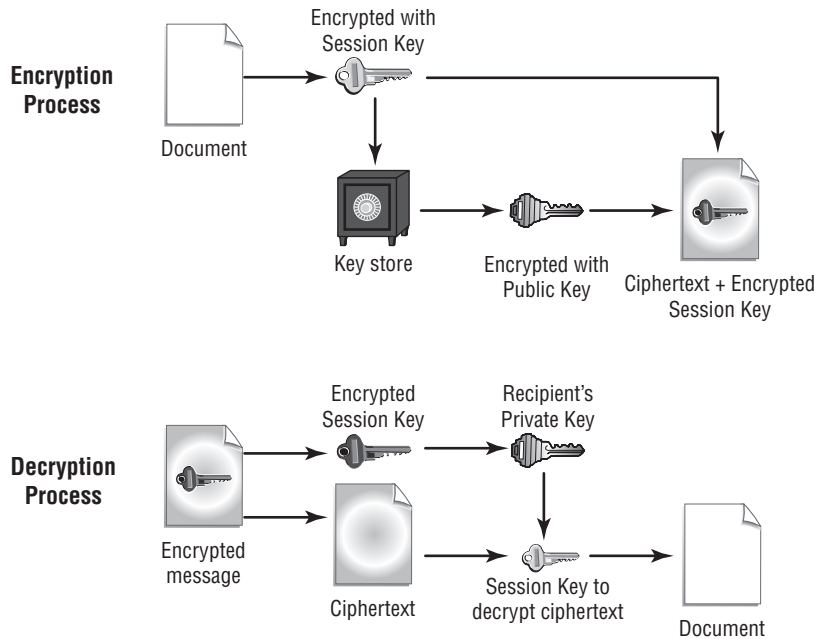 Encrypted with
Session Key
Encryption
Process
Document
Key store
Encrypted with
Public Key
Ciphertext + Encrypted
Session Key
Encrypted
Session Key
Recipient's
Private Key
Decryption
Process
Encrypted
message
Ciphertext
Session Key to
decrypt ciphertext
Document